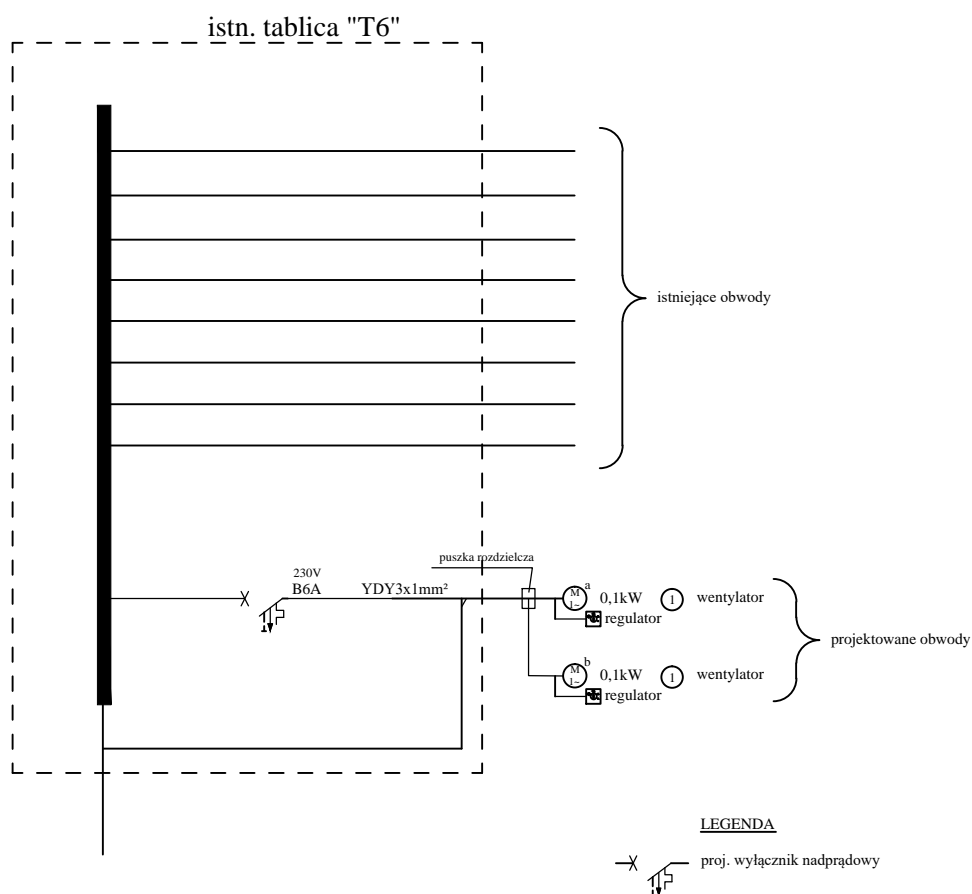 istn. tablica "T6"
istniejące obwody
puszka rozdzielcza
230V
B6A
YDY3x1mm²
M
1~
a
0,1kW
1
wentylator
regulator
projektowane obwody
M
1~
b
0,1kW
1
wentylator
regulator
LEGENDA
proj. wyłącznik nadprądowy